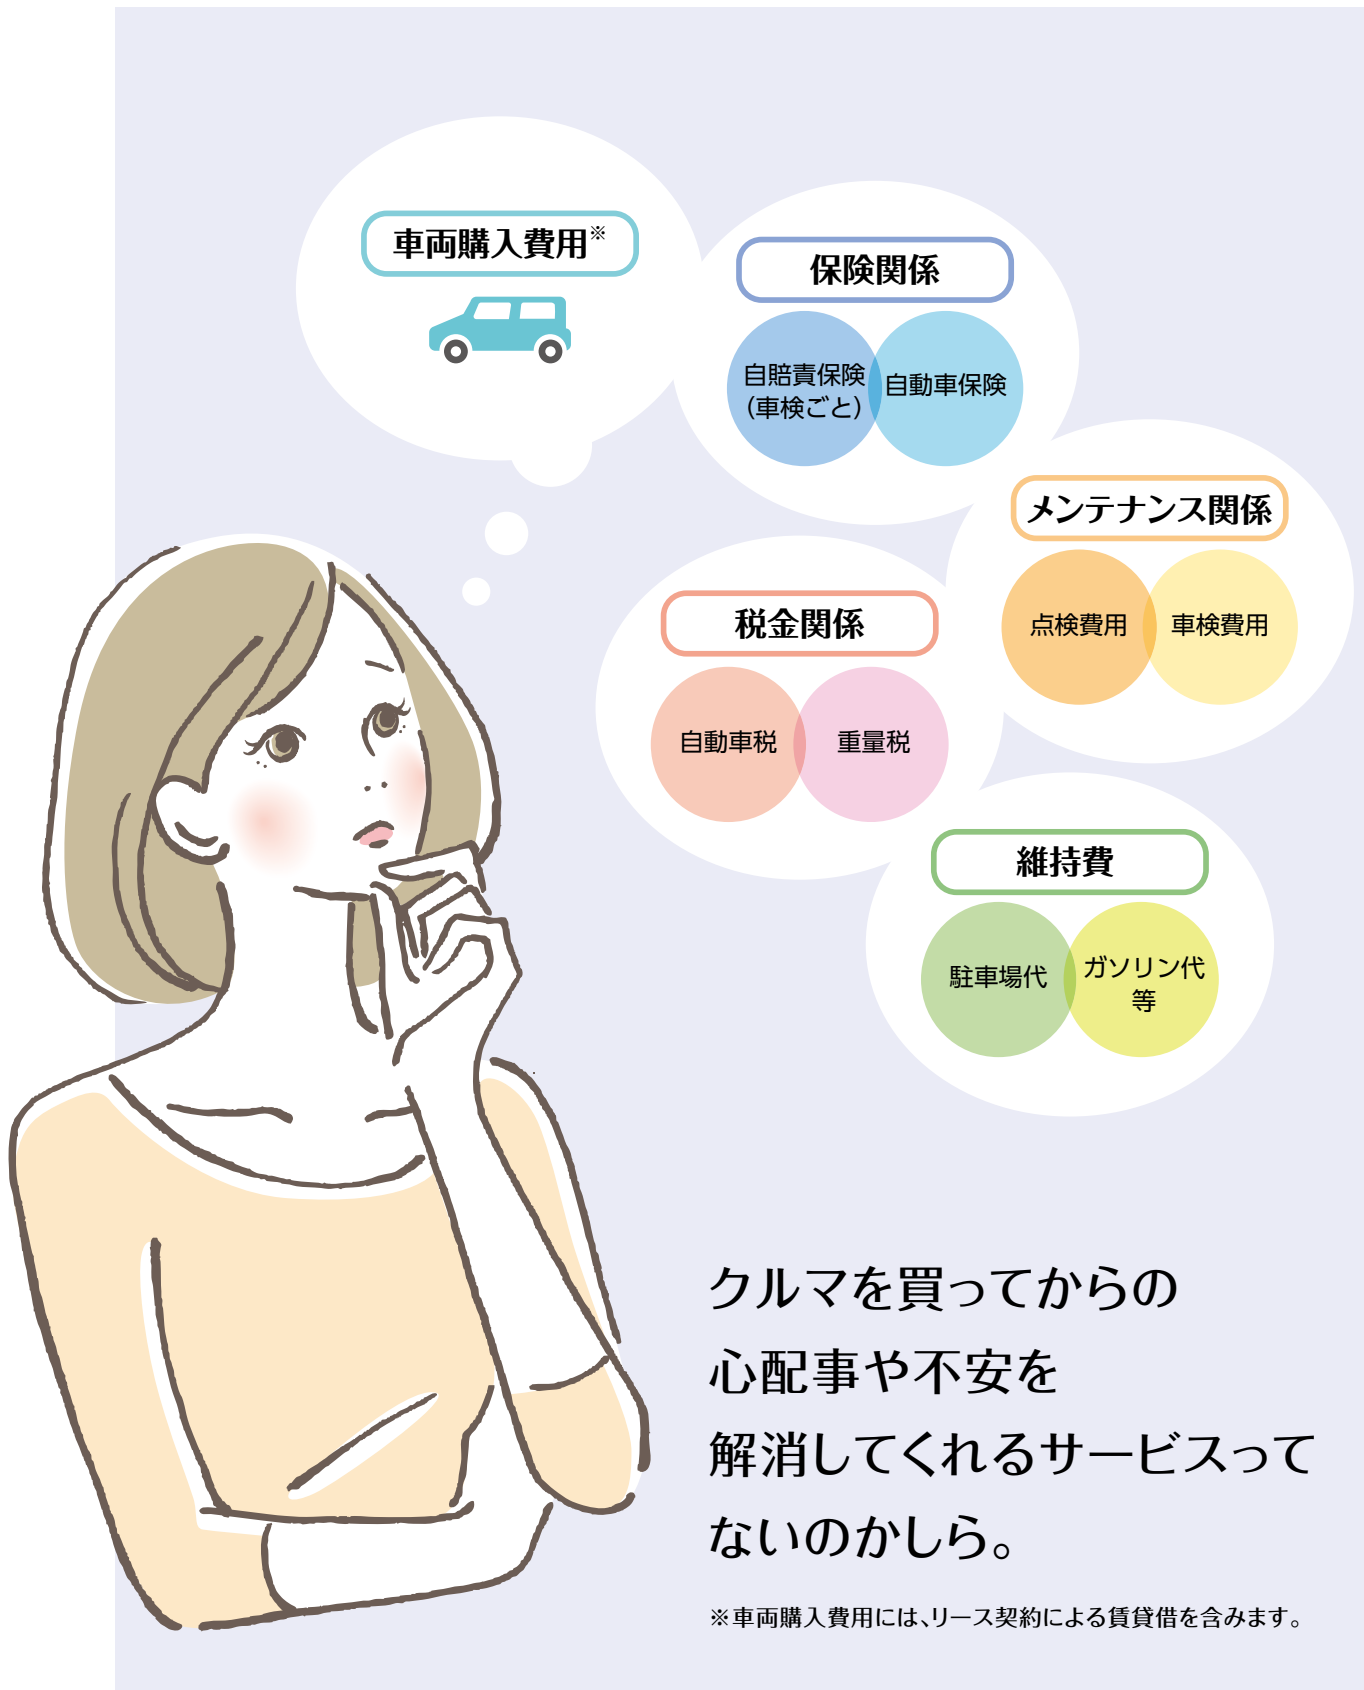 車両購入費用※
保険関係
自賠責保険
（車検ごと）
自動車保険
メンテナンス関係
点検費用
車検費用
税金関係
自動車税
重量税
維持費
駐車場代
ガソリン代
等
クルマを買ってからの
心配事や不安を
解消してくれるサービスって
ないのかしら。
※車両購入費用には、リース契約による賃貸借を含みます。